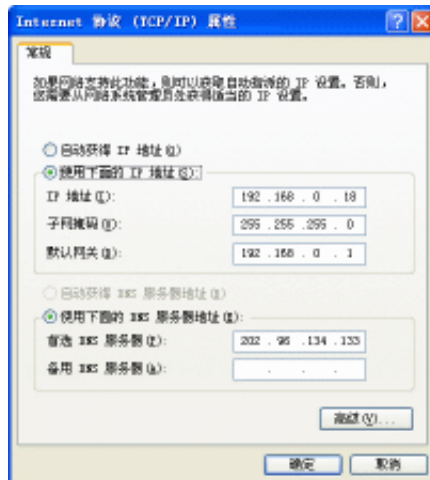 Internet 协议 (TCP/IP) 属性
常规
如果网络支持此功能，则可以获取自动指派的 IP 设置。否则，
您需要从网络系统管理员处获得适当的 IP 设置。
自动获得 IP 地址(O)
使用下面的 IP 地址(S):
IP 地址(I): 192 .168 . 0 . 18
子网掩码(U): 255 .255 .255 . 0
默认网关(D): 192 .168 . 0 . 1
自动获得 DNS 服务器地址(B)
使用下面的 DNS 服务器地址(E):
首选 DNS 服务器(P): 202 . 96 .134 .133
备用 DNS 服务器(A): . . .
高级(V)...
确定 取消